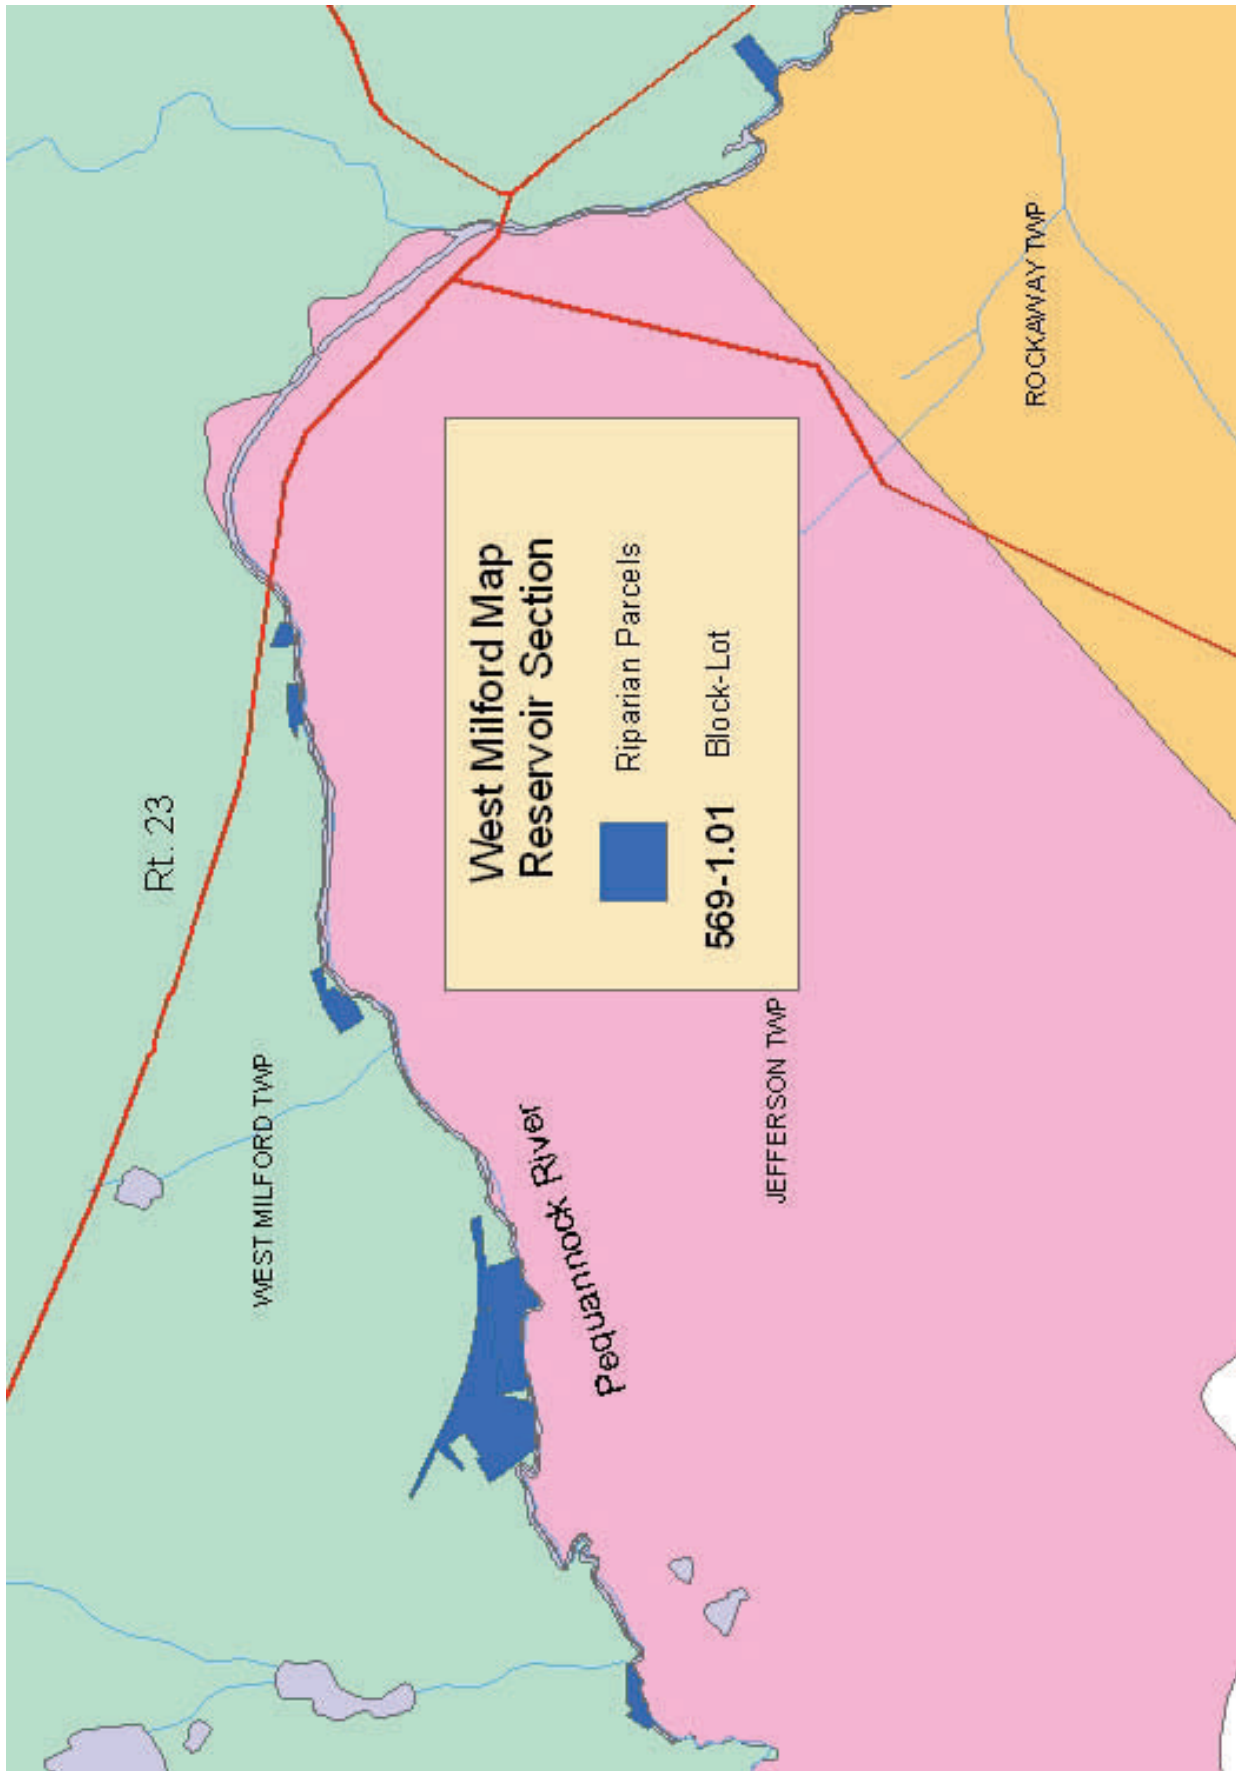 Rt. 23
WEST MILFORD TWP
West Milford Map
Reservoir Section
Riparian Parcels
569-1.01 Block-Lot
Pequannock River
JEFFERSON TWP
ROCKAWAY TWP